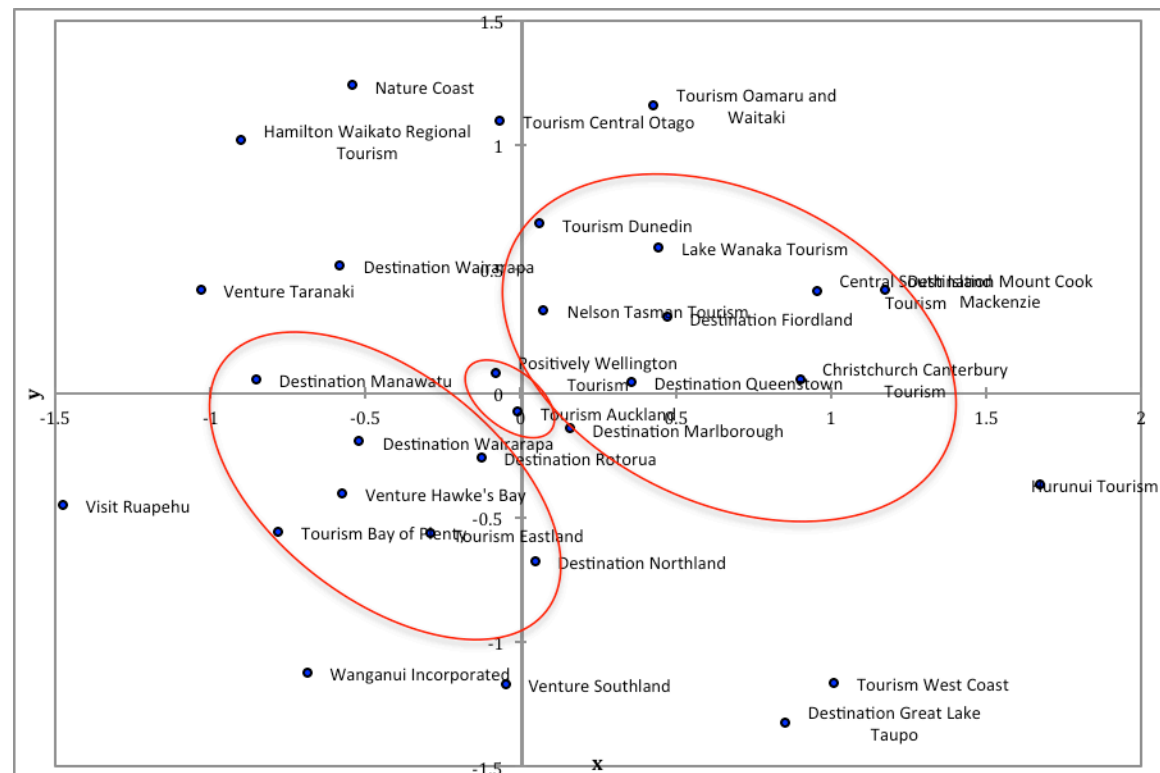 1.5
Nature Coast
Tourism Oamaru and
Waitaki
Tourism Central Otago
Hamilton Waikato Regional
Tourism
1
Tourism Dunedin
Lake Wanaka Tourism
Destination Wairarapa
0.5
Venture Taranaki
Central South Island
Tourism
Destination Mount Cook
Mackenzie
Nelson Tasman Tourism
Destination Fiordland
Positively Wellington
Tourism
Christchurch Canterbury
Tourism
Destination Manawatu
Destination Queenstown
y
0
-1.5
-1
-0.5
0
0.5
1
1.5
2
Tourism Auckland
Destination Marlborough
Destination Wairarapa
Destination Rotorua
Venture Hawke's Bay
Hurunui Tourism
Visit Ruapehu
-0.5
Tourism Bay of Plenty
Tourism Eastland
Destination Northland
-1
Wanganui Incorporated
Venture Southland
Tourism West Coast
Destination Great Lake
Taupo
-1.5
x